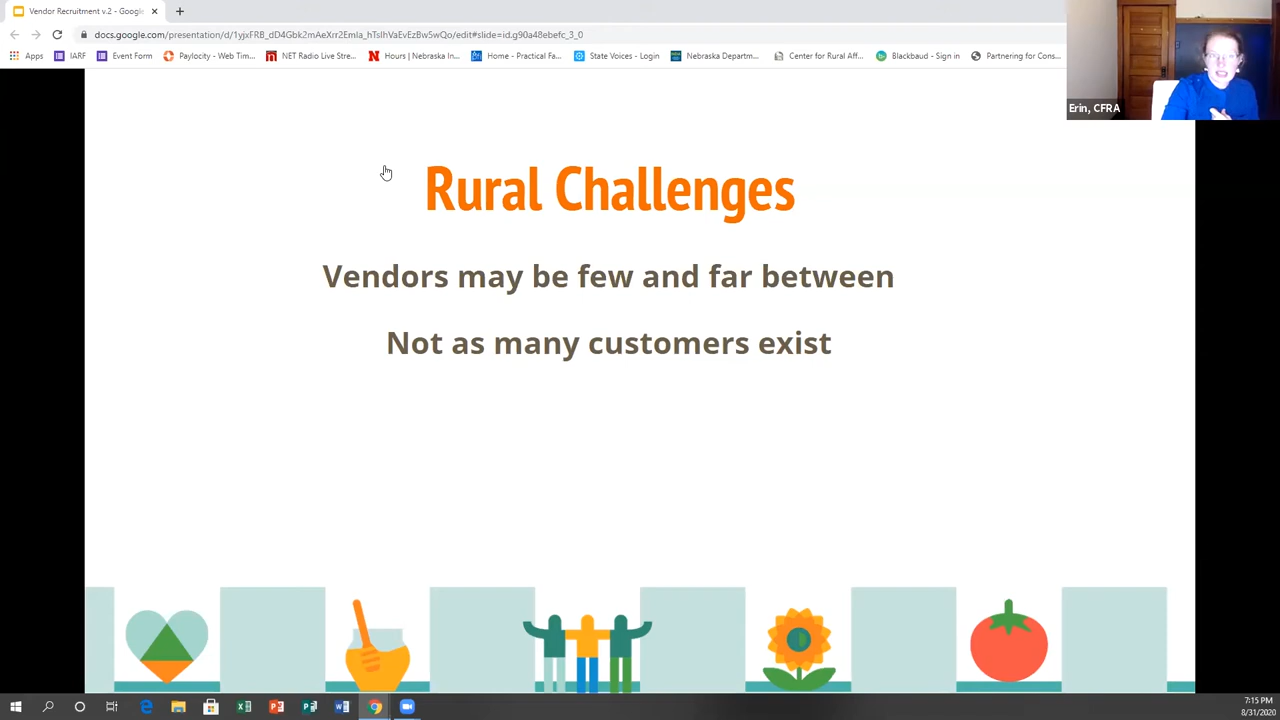 Vendor Recruitment v.2 - Googl
docs.google.com/presentation/d/1yjxFRB_dD4Gbk2mAeXrr2Emla_hTslhVaEvEzBw5wQo/edit#slide=id.g90a48ebefc_3_0
Apps IARF Event Form Paylocity - Web Tim... NET Radio Live Stre... Hours | Nebraska In... Home - Practical Fa... State Voices - Login Nebraska Departm... Center for Rural Aff... Blackbaud - Sign in Partnering for Cons...
Erin, CFRA
Rural Challenges
Vendors may be few and far between
Not as many customers exist
7:15 PM
8/31/2020